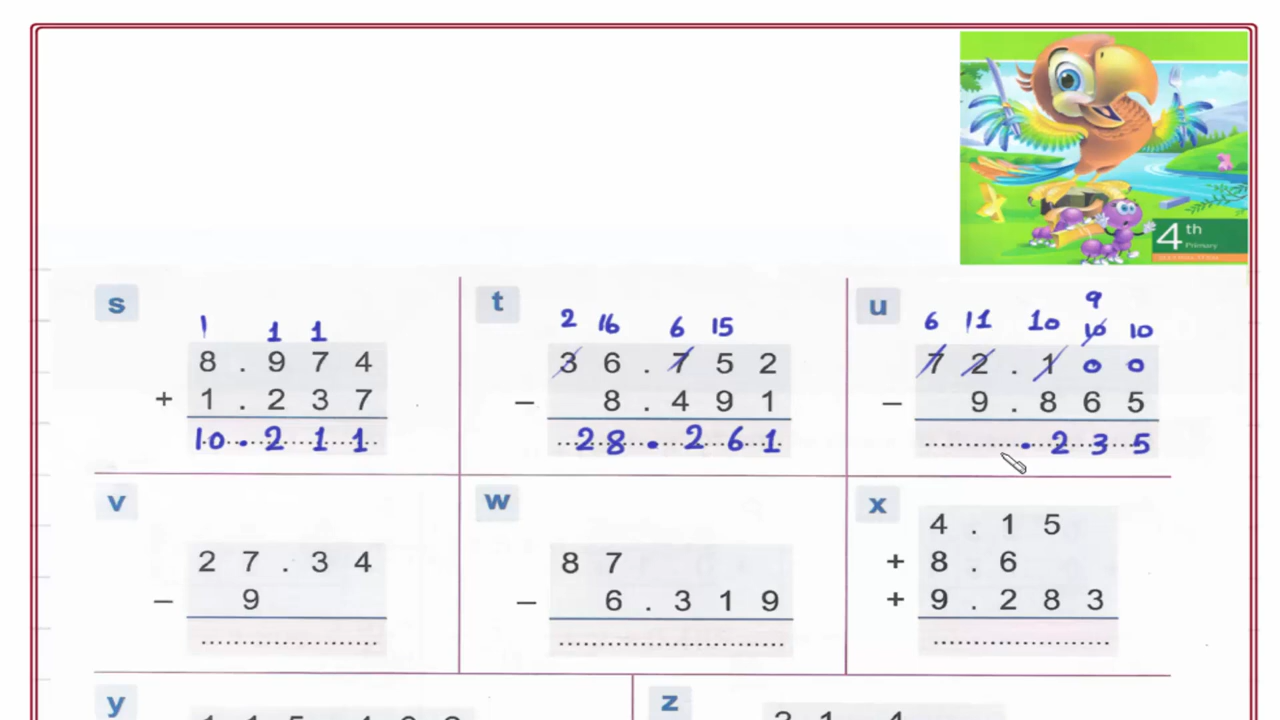 4th
Primary
s
1 1 1
8 . 9 7 4
+ 1 . 2 3 7
10 . 2 1 1
t
2 16 6 15
3 6 . 7 5 2
− 8 . 4 9 1
2 8 . 2 6 1
u
9
6 11 10 10 10
7 2 . 1 0 0
− 9 . 8 6 5
. 2 3 5
v
2 7 . 3 4
− 9
w
8 7
− 6 . 3 1 9
x
4 . 1 5
+ 8 . 6
+ 9 . 2 8 3
y
z